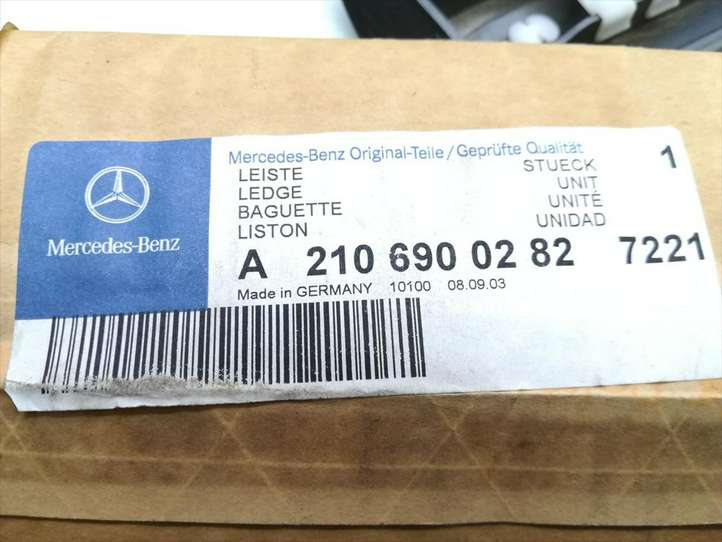 Mercedes-Benz Original-Teile/Geprüfte Qualität
LEISTE STUECK 1
LEDGE UNIT
BAGUETTE UNITÉ
LISTON UNIDAD
Mercedes-Benz
A 210 690 02 82 7221
Made in GERMANY 10100 08.09.03